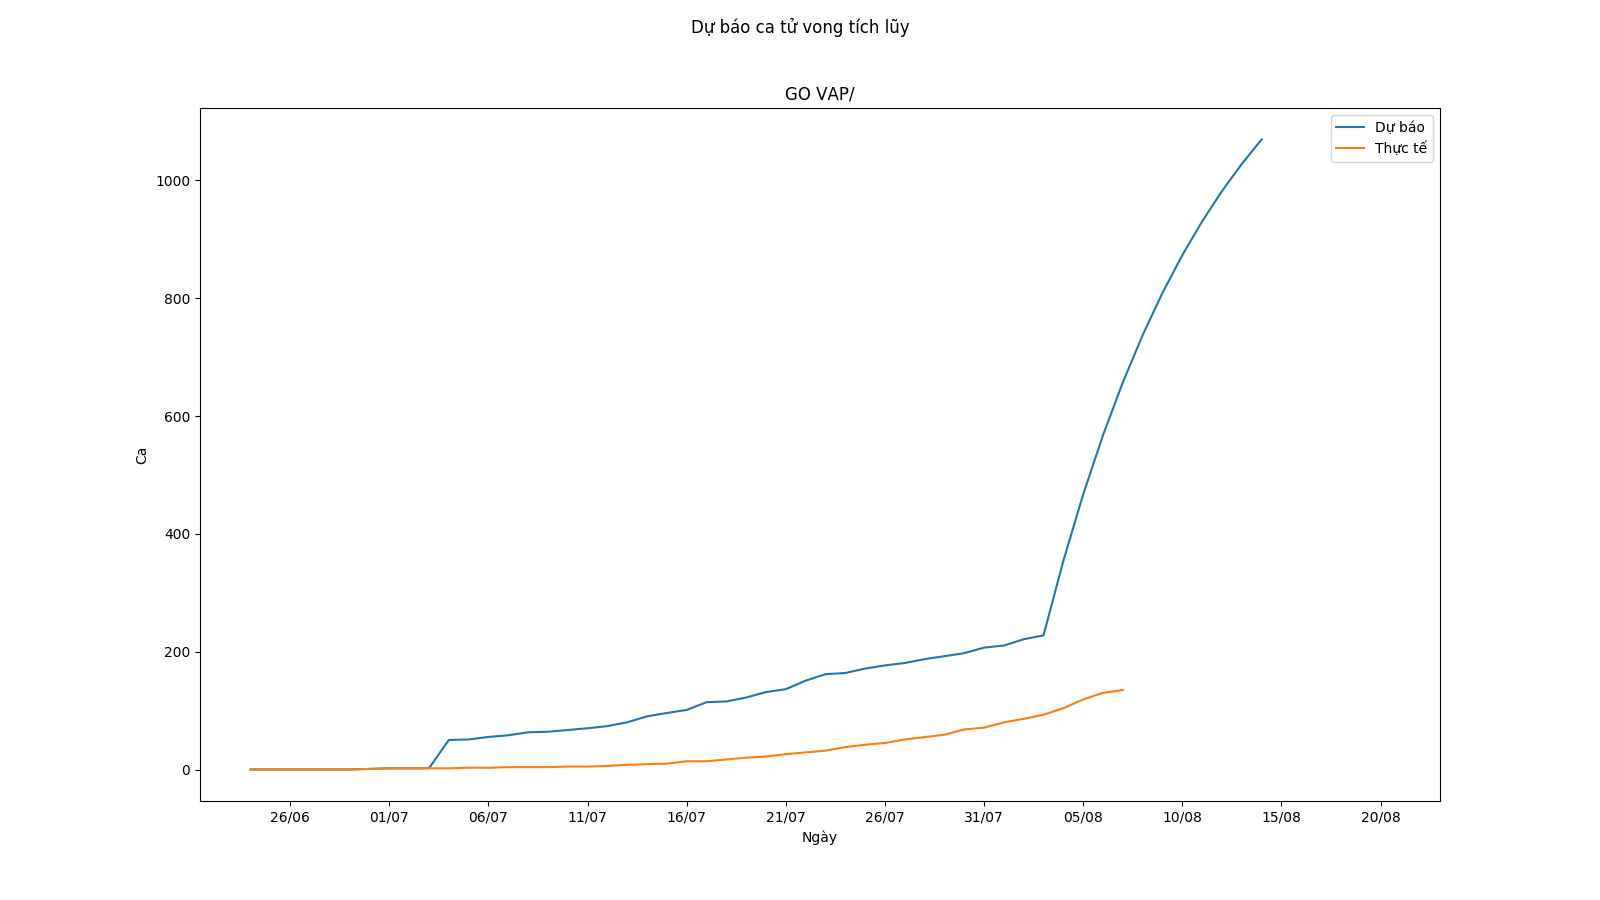 Dự báo ca tử vong tích lũy
GO VAP/
Dự báo
Thực tế
1000
800
600
400
200
0
Ca
26/06 01/07 06/07 11/07 16/07 21/07 26/07 31/07 05/08 10/08 15/08 20/08
Ngày